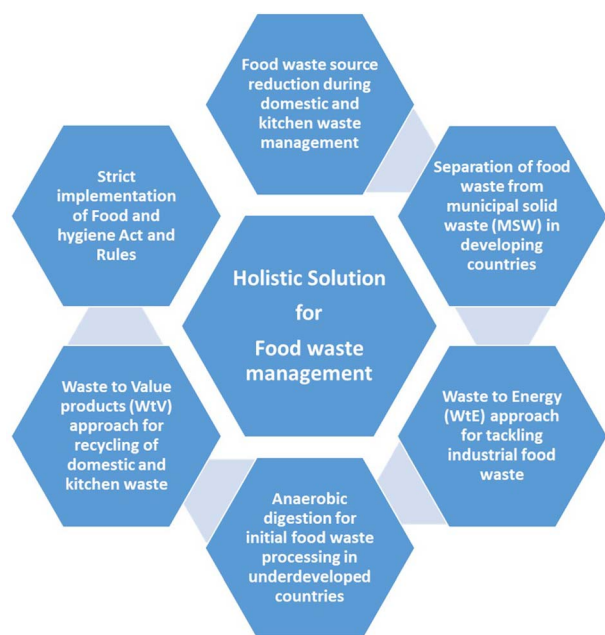 Food waste source
reduction during
domestic and
kitchen waste
management
Separation of food
waste from
municipal solid
waste (MSW) in
developing
countries
Waste to Energy
(WtE) approach
for tackling
industrial food
waste
Anaerobic
digestion for
initial food waste
processing in
underdeveloped
countries
Waste to Value
products (WtV)
approach for
recycling of
domestic and
kitchen waste
Strict
implementation
of Food and
hygiene Act and
Rules
Holistic Solution
for
Food waste
management